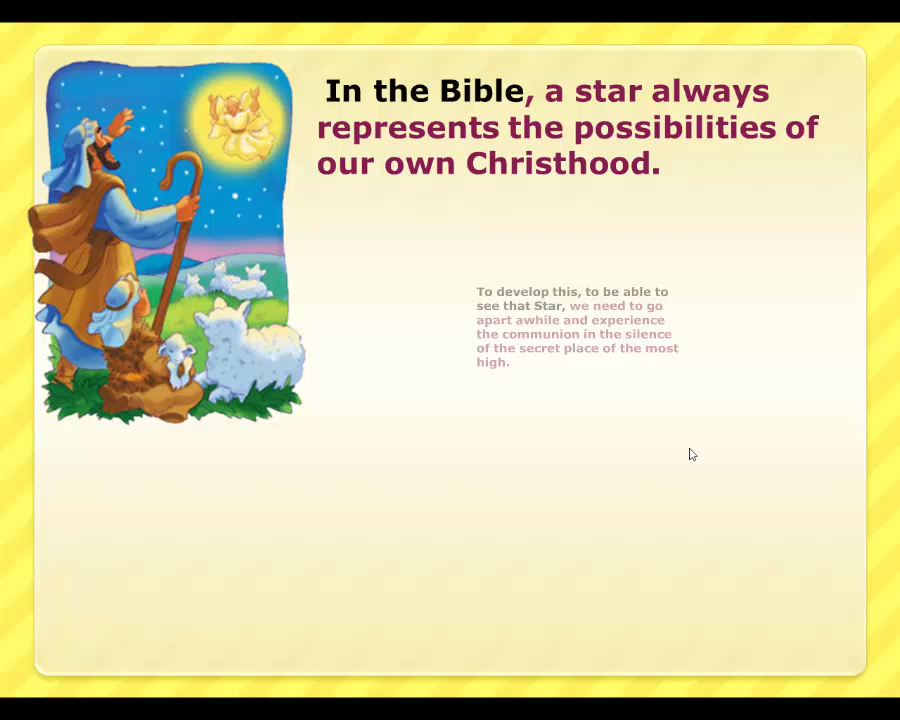 In the Bible, a star always
represents the possibilities of
our own Christhood.
To develop this, to be able to
see that Star, we need to go
apart awhile and experience
the communion in the silence
of the secret place of the most
high.